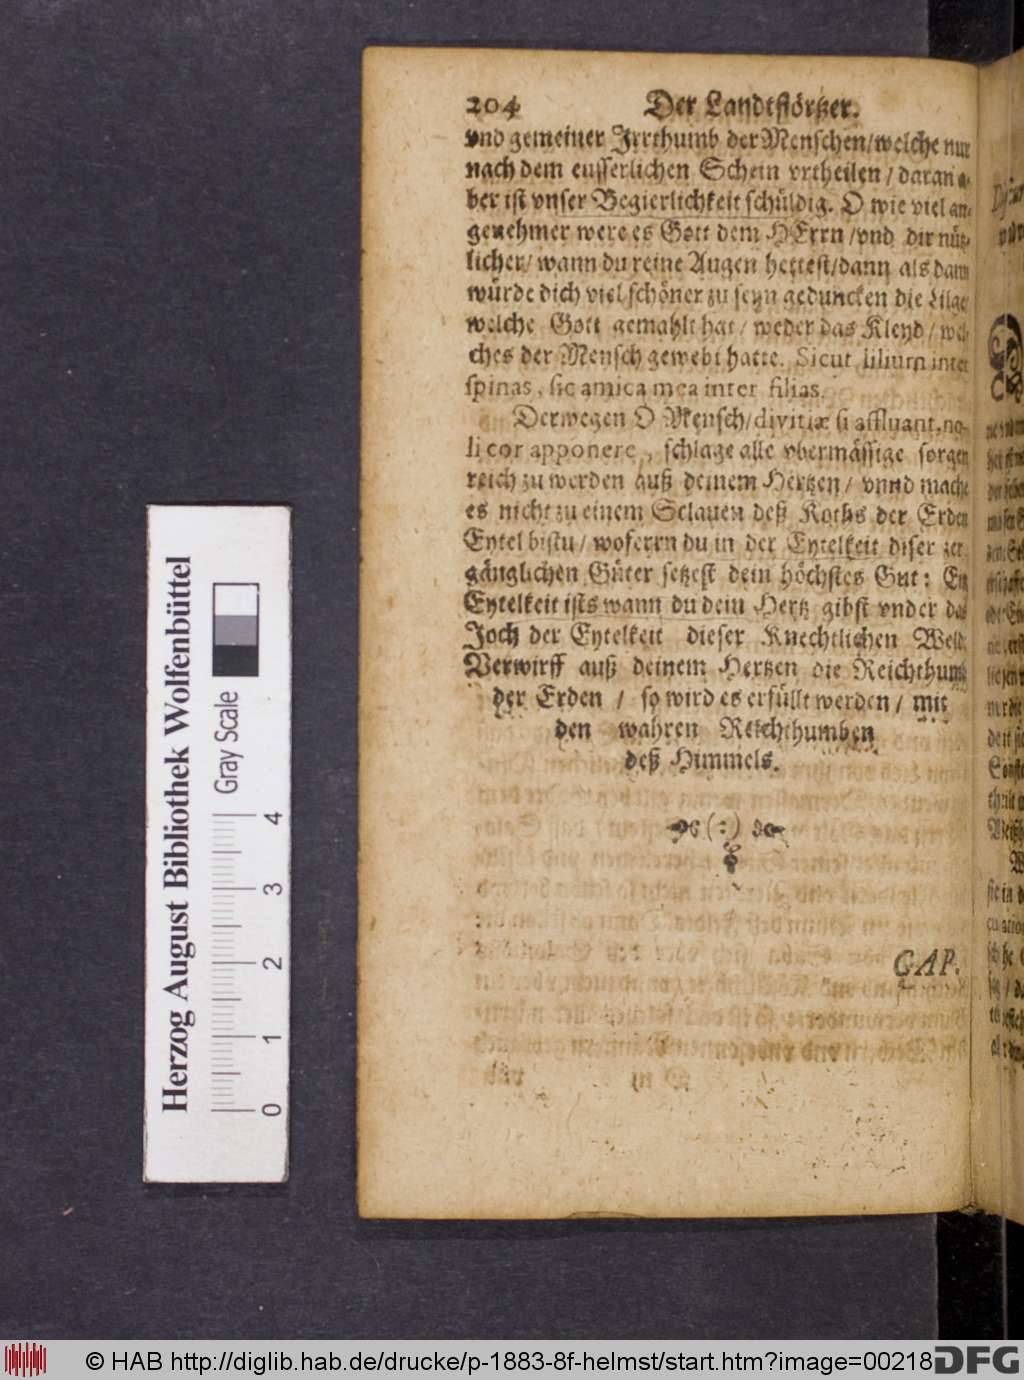 204 Der Landtstörtzer.
vnd gemeiner Jrrthumb der Menschen/welche nur
nach dem eusserlichen Schein vrtheilen / daran a-
ber ist vnser Begierlichkeit schüldig. O wie viel an-
genehmer were es Gott dem HErrn /vnd dir nütz-
licher/ wann du reine Augen hettest/dann als dann
würde dich viel schöner zu seyn geduncken die Lilge
welche Gott gemahlt hat / weder das Kleyd / wel-
ches der Mensch gewebt hatte. Sicut lilium inter
spinas, sic amica mea inter filias.
Derwegen O Mensch/ divitiæ si affluant, no-
li cor apponere, schlage alle vbermässige sorgen
reich zu werden auß deinem Hertzen / vnnd mache
es nicht zu einem Sclauen deß Koths der Erden
Eytel bistu / woferrn du in der Eytelkeit diser zer-
gänglichen Güter setzest dein höchstes Gut: Ein
Eytelkeit ists wann du dein Hertz gibst vnder das
Joch der Eytelkeit dieser Knechtlichen Weld.
Verwirff auß deinem Hertzen die Reichthumb
der Erden / so wird es erfüllt werden / mit
den wahren Reichthumben
deß Himmels.
(:)
CAP.
Herzog August Bibliothek Wolfenbüttel
Gray Scale
0 1 2 3 4
© HAB http://diglib.hab.de/drucke/p-1883-8f-helmst/start.htm?image=00218
DFG